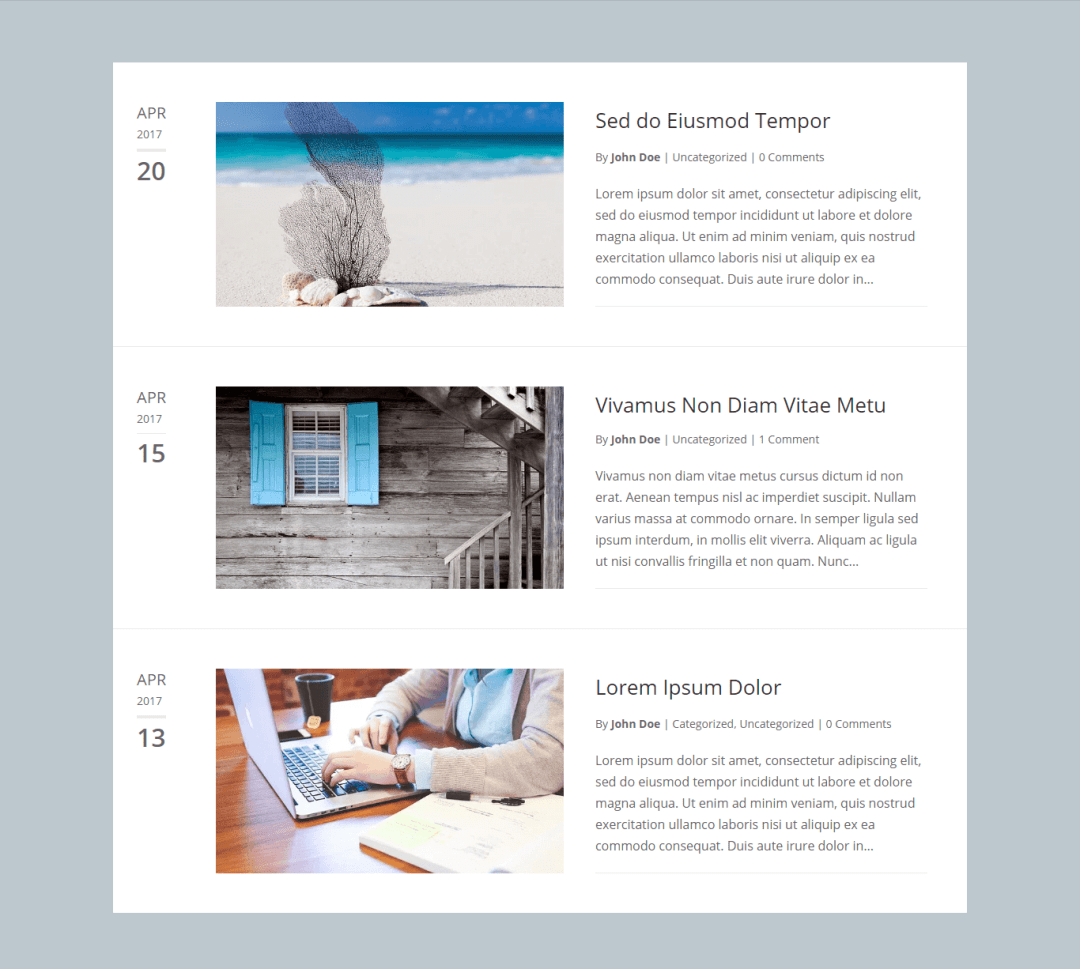 APR
2017
20
Sed do Eiusmod Tempor
By John Doe | Uncategorized | 0 Comments
Lorem ipsum dolor sit amet, consectetur adipiscing elit,
sed do eiusmod tempor incididunt ut labore et dolore
magna aliqua. Ut enim ad minim veniam, quis nostrud
exercitation ullamco laboris nisi ut aliquip ex ea
commodo consequat. Duis aute irure dolor in...
APR
2017
15
Vivamus Non Diam Vitae Metu
By John Doe | Uncategorized | 1 Comment
Vivamus non diam vitae metus cursus dictum id non
erat. Aenean tempus nisl ac imperdiet suscipit. Nullam
varius massa at commodo ornare. In semper ligula sed
ipsum interdum, in mollis elit viverra. Aliquam ac ligula
ut nisi convallis fringilla et non quam. Nunc...
APR
2017
13
Lorem Ipsum Dolor
By John Doe | Categorized, Uncategorized | 0 Comments
Lorem ipsum dolor sit amet, consectetur adipiscing elit,
sed do eiusmod tempor incididunt ut labore et dolore
magna aliqua. Ut enim ad minim veniam, quis nostrud
exercitation ullamco laboris nisi ut aliquip ex ea
commodo consequat. Duis aute irure dolor in...